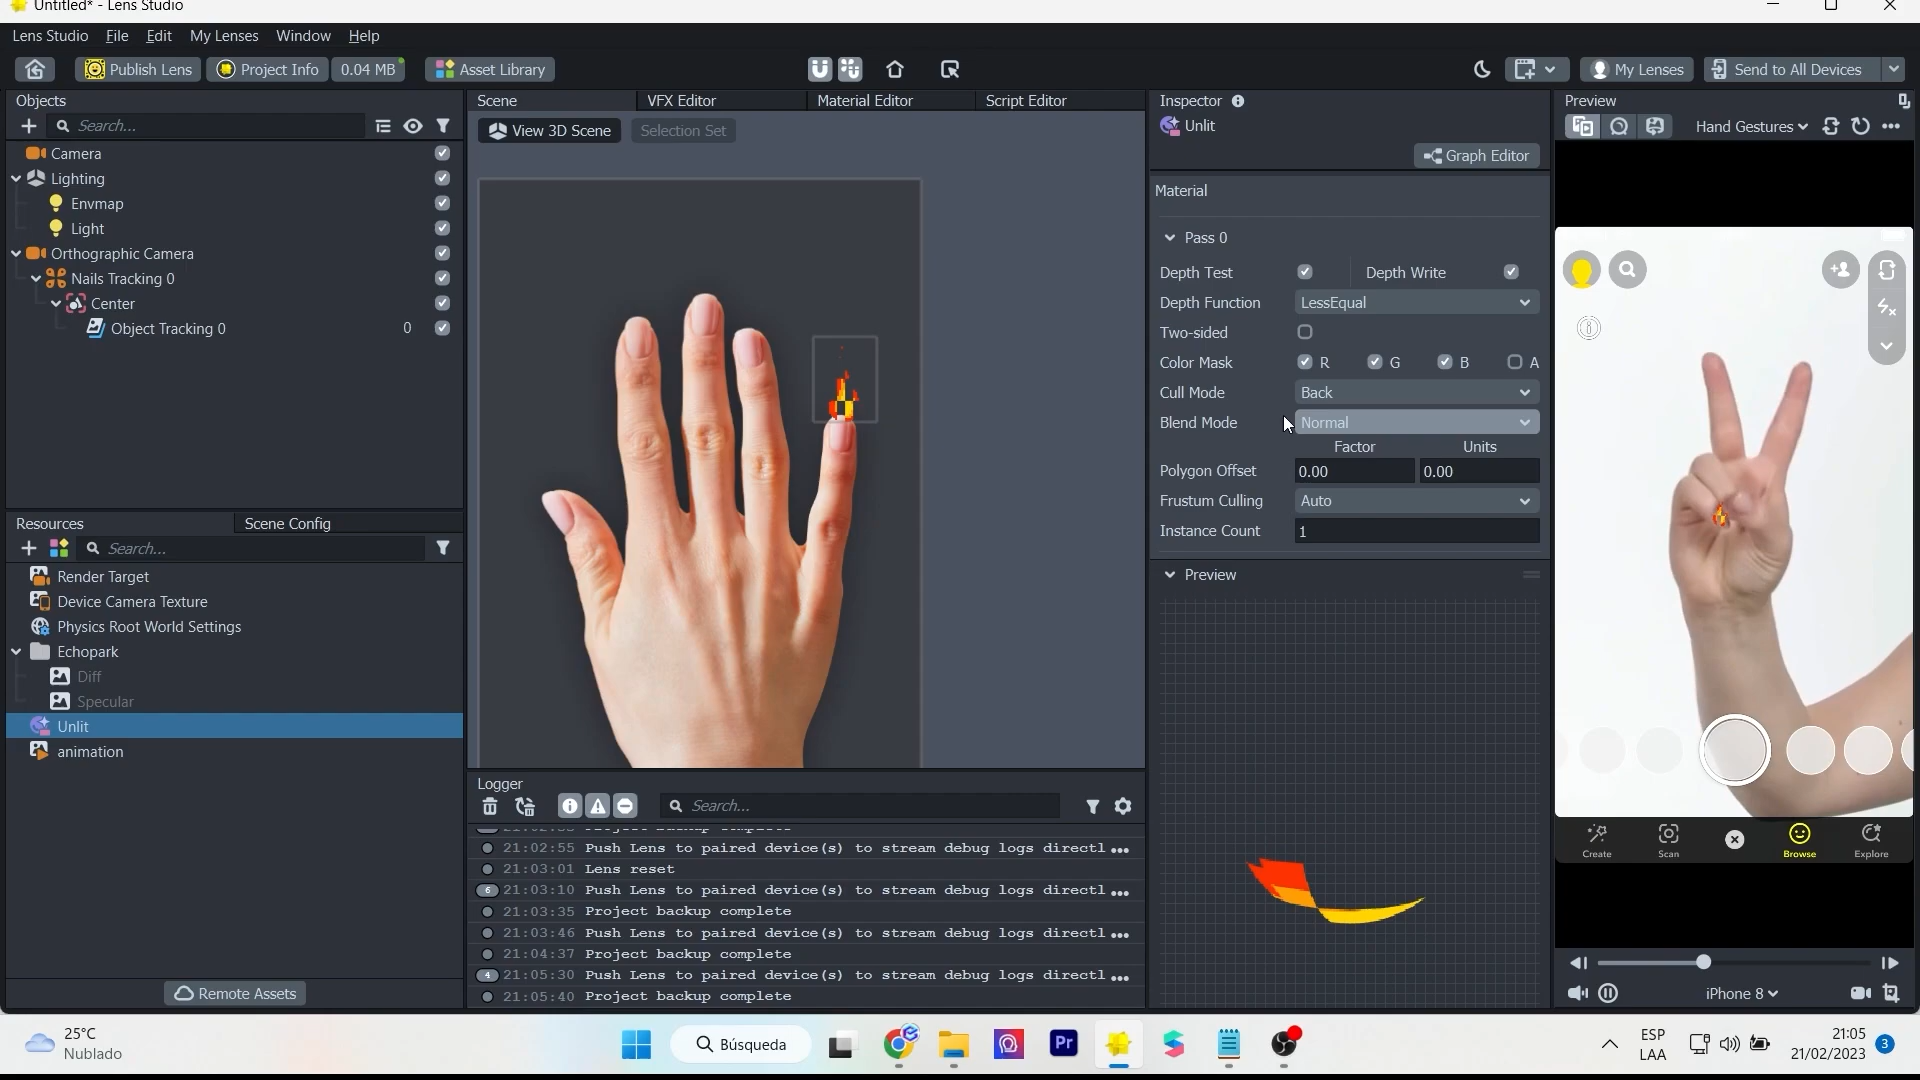 Untitled* - Lens Studio
Lens Studio File Edit My Lenses Window Help
Publish Lens Project Info 0.04 MB Asset Library My Lenses Send to All Devices
Objects
Search...
Camera
Lighting
Envmap
Light
Orthographic Camera
Nails Tracking 0
Center
Object Tracking 0 0
Resources Scene Config
Search...
Render Target
Device Camera Texture
Physics Root World Settings
Echopark
Diff
Specular
Unlit
animation
Remote Assets
Scene VFX Editor Material Editor Script Editor
View 3D Scene Selection Set
Logger
Search...
21:02:55 Push Lens to paired device(s) to stream debug logs directl...
21:03:01 Lens reset
6 21:03:10 Push Lens to paired device(s) to stream debug logs directl...
21:03:35 Project backup complete
21:03:46 Push Lens to paired device(s) to stream debug logs directl...
21:04:37 Project backup complete
4 21:05:30 Push Lens to paired device(s) to stream debug logs directl...
21:05:40 Project backup complete
Inspector
Unlit
Graph Editor
Material
Pass 0
Depth Test Depth Write
Depth Function LessEqual
Two-sided
Color Mask R G B A
Cull Mode Back
Blend Mode Normal
Factor Units
Polygon Offset 0.00 0.00
Frustum Culling Auto
Instance Count 1
Preview
Preview
Hand Gestures
Create Scan Browse Explore
iPhone 8
25°C
Nublado
Búsqueda
Pr
ESP
LAA
21:05
21/02/2023
3